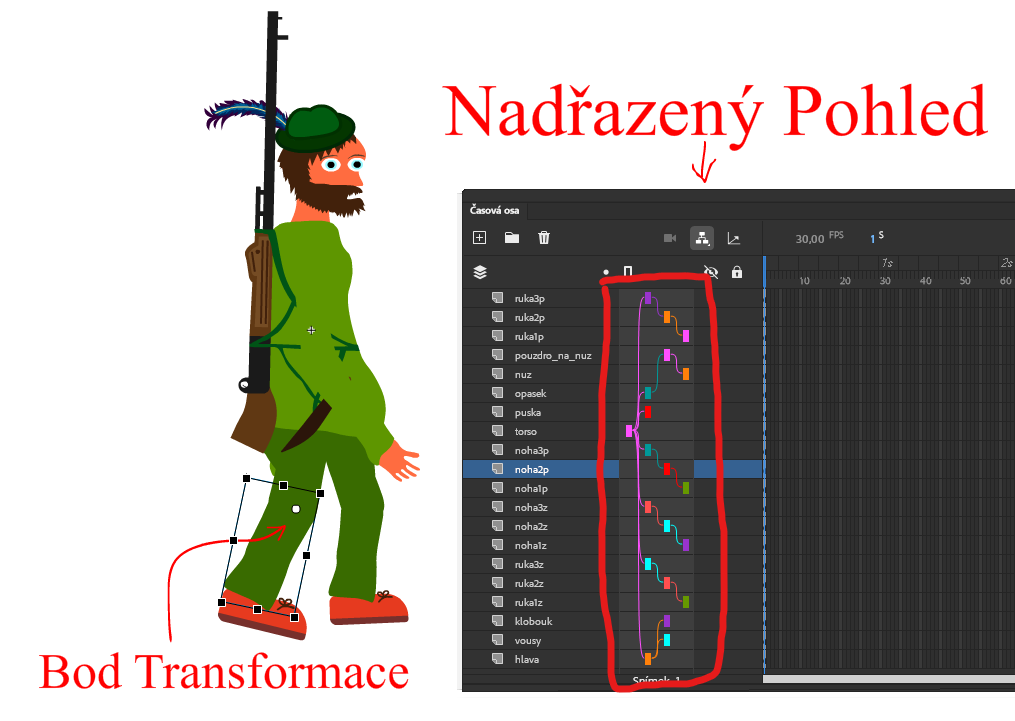 Nadřazený Pohled
Časová osa
30,00 FPS 1 S
1s 2s
10 20 30 40 50 60
ruka3p
ruka2p
ruka1p
pouzdro_na_nuz
nuz
opasek
puska
torso
noha3p
noha2p
noha1p
noha3z
noha2z
noha1z
ruka3z
ruka2z
ruka1z
klobouk
vousy
hlava
Snímek 1
Bod Transformace